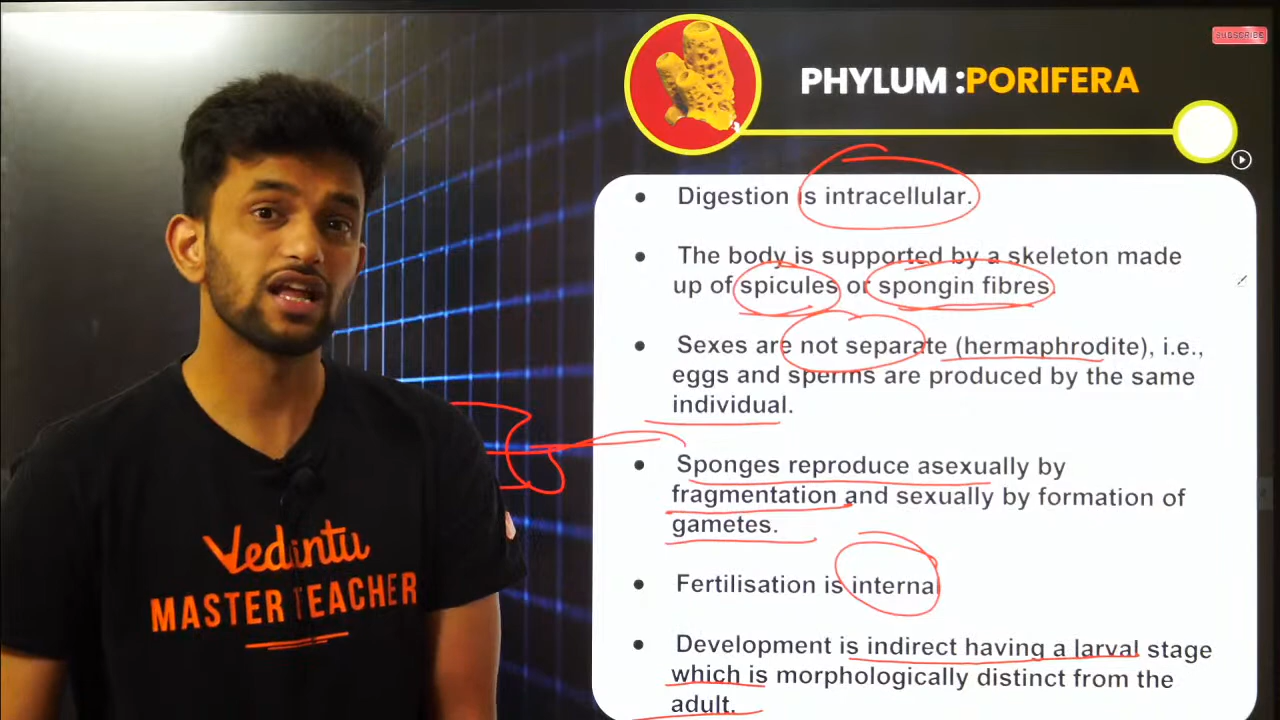 SUBSCRIBE
PHYLUM :PORIFERA
• Digestion is intracellular.
• The body is supported by a skeleton made
up of spicules or spongin fibres.
• Sexes are not separate (hermaphrodite), i.e.,
eggs and sperms are produced by the same
individual.
• Sponges reproduce asexually by
fragmentation and sexually by formation of
gametes.
• Fertilisation is interna
• Development is indirect having a larval stage
which is morphologically distinct from the
adult.
Vedintu
MASTER TEACHER